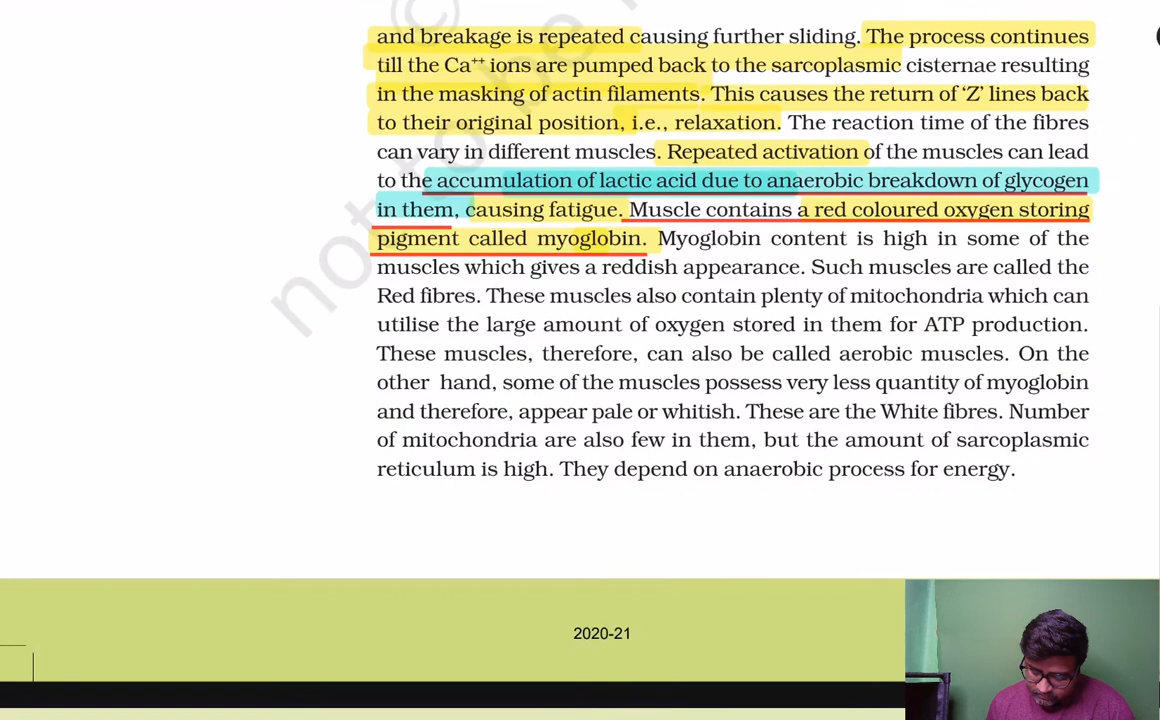 and breakage is repeated causing further sliding. The process continues
till the Ca⁺⁺ ions are pumped back to the sarcoplasmic cisternae resulting
in the masking of actin filaments. This causes the return of ‘Z’ lines back
to their original position, i.e., relaxation. The reaction time of the fibres
can vary in different muscles. Repeated activation of the muscles can lead
to the accumulation of lactic acid due to anaerobic breakdown of glycogen
in them, causing fatigue. Muscle contains a red coloured oxygen storing
pigment called myoglobin. Myoglobin content is high in some of the
muscles which gives a reddish appearance. Such muscles are called the
Red fibres. These muscles also contain plenty of mitochondria which can
utilise the large amount of oxygen stored in them for ATP production.
These muscles, therefore, can also be called aerobic muscles. On the
other hand, some of the muscles possess very less quantity of myoglobin
and therefore, appear pale or whitish. These are the White fibres. Number
of mitochondria are also few in them, but the amount of sarcoplasmic
reticulum is high. They depend on anaerobic process for energy.
not to be
©
2020-21